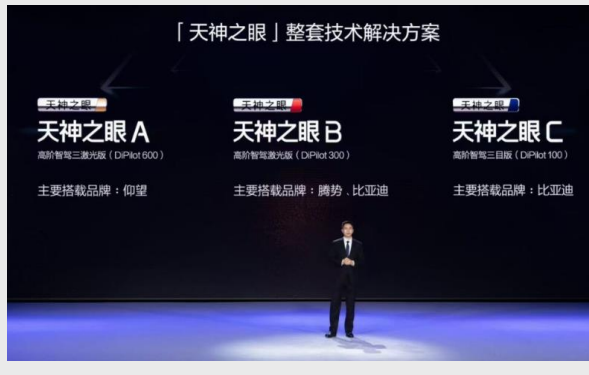 「天神之眼」整套技术解决方案
天神之眼
天神之眼 A
高阶智驾三激光版（DiPilot 600）
主要搭载品牌：仰望
天神之眼
天神之眼 B
高阶智驾激光版（DiPilot 300）
主要搭载品牌：腾势 . 比亚迪
天神之眼
天神之眼 C
高阶智驾三目版（DiPilot 100）
主要搭载品牌：比亚迪